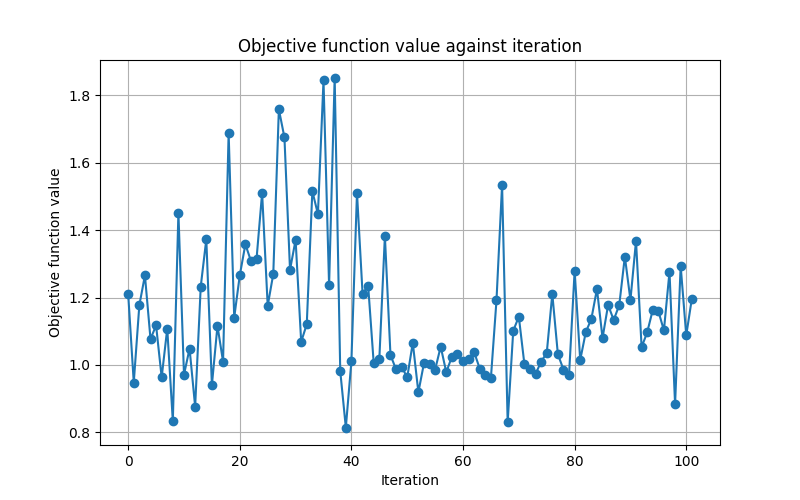 Objective function value against iteration
Objective function value
1.8
1.6
1.4
1.2
1.0
0.8
0 20 40 60 80 100
Iteration